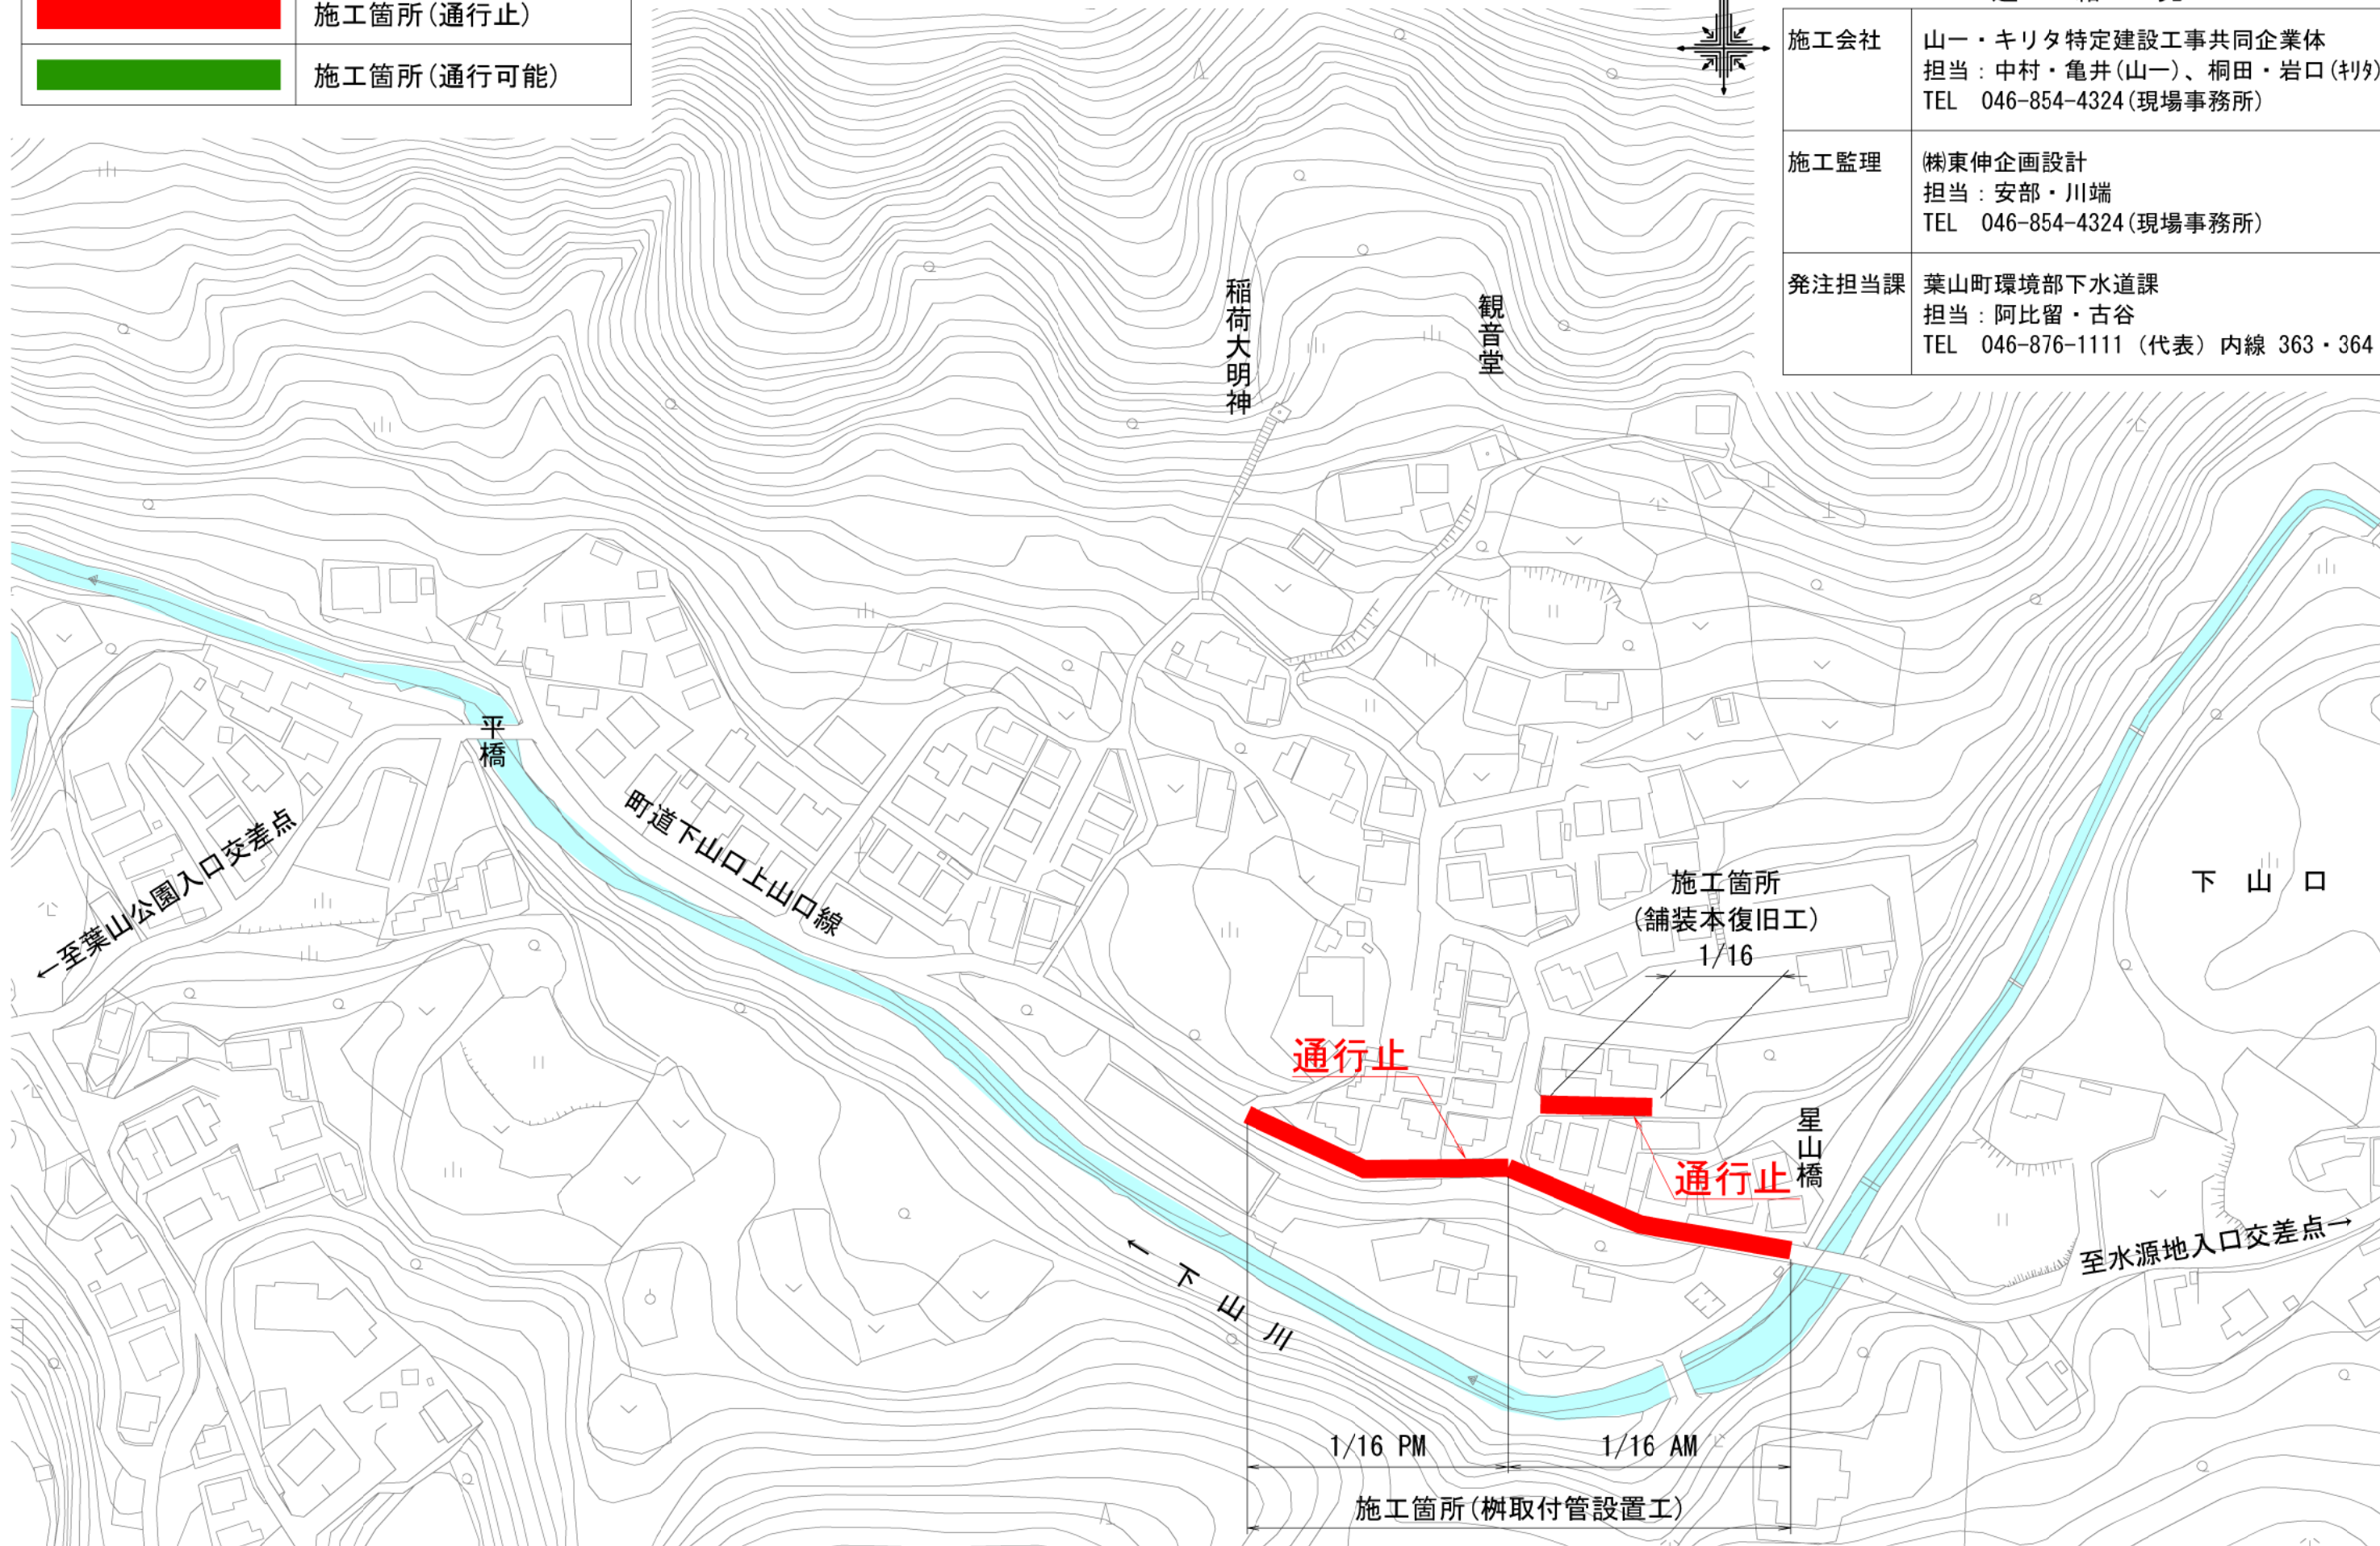 施工箇所(通行止)
施工箇所(通行可能)
施工会社
山一・キリタ特定建設工事共同企業体
担当：中村・亀井(山一)、桐田・岩口(ｷﾘﾀ)
TEL　046-854-4324(現場事務所)
施工監理
㈱東伸企画設計
担当：安部・川端
TEL　046-854-4324(現場事務所)
発注担当課
葉山町環境部下水道課
担当：阿比留・古谷
TEL　046-876-1111（代表）内線 363・364
稲荷大明神
観音堂
平橋
町道下山口上山口線
←至葉山公園入口交差点
下　山　口
施工箇所
(舗装本復旧工)
1/16
通行止
通行止
星山橋
至水源地入口交差点→
←　下　山　川
1/16 PM
1/16 AM
施工箇所(桝取付管設置工)